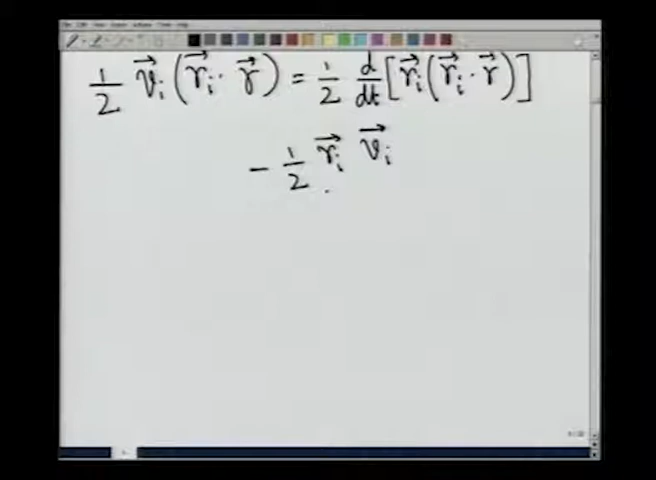 ½ v⃗ᵢ (r⃗ᵢ · r⃗) = ½ d/dt [r⃗ᵢ (r⃗ᵢ · r⃗)]
− ½ r⃗ᵢ v⃗ᵢ